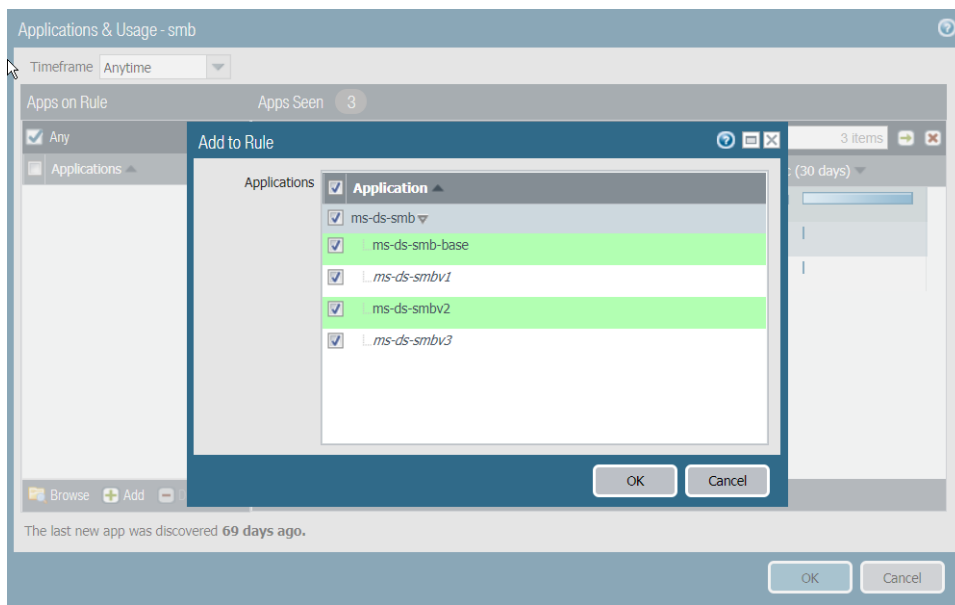 Applications & Usage - smb
Timeframe Anytime
Apps on Rule Apps Seen 3
Any
3 items
Applications
(30 days)
Add to Rule
Applications
Application
ms-ds-smb
ms-ds-smb-base
ms-ds-smbv1
ms-ds-smbv2
ms-ds-smbv3
OK Cancel
Browse Add
The last new app was discovered 69 days ago.
OK Cancel